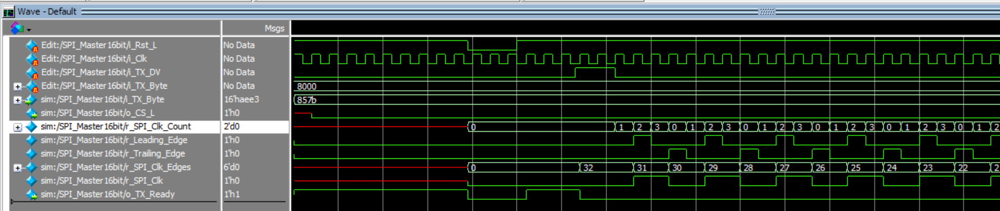 Wave - Default
Msgs
Edit:/SPI_Master16bit/i_Rst_L No Data
Edit:/SPI_Master16bit/i_Clk No Data
Edit:/SPI_Master16bit/i_TX_DV No Data
Edit:/SPI_Master16bit/i_TX_Byte No Data 8000
sim:/SPI_Master16bit/i_TX_Byte 16'haee3 857b
sim:/SPI_Master16bit/o_CS_L 1'h0
sim:/SPI_Master16bit/r_SPI_Clk_Count 2'd0 0 1 2 3 0 1 2 3 0 1 2 3 0 1 2 3 0 1 2 3 0 1 2
sim:/SPI_Master16bit/r_Leading_Edge 1'h0
sim:/SPI_Master16bit/r_Trailing_Edge 1'h0
sim:/SPI_Master16bit/r_SPI_Clk_Edges 6'd0 0 32 31 30 29 28 27 26 25 24 23 22 2
sim:/SPI_Master16bit/r_SPI_Clk 1'h0
sim:/SPI_Master16bit/o_TX_Ready 1'h1